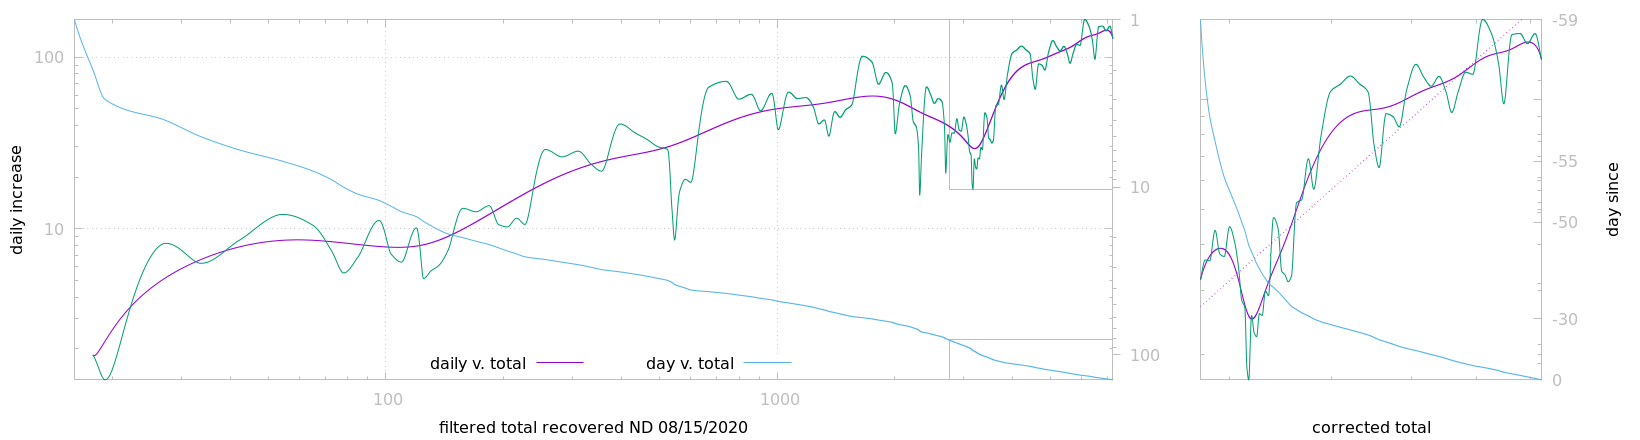 100
10
daily increase
1
10
100
daily v. total
day v. total
100
1000
filtered total recovered ND 08/15/2020
-59
-55
-50
-30
0
day since
corrected total